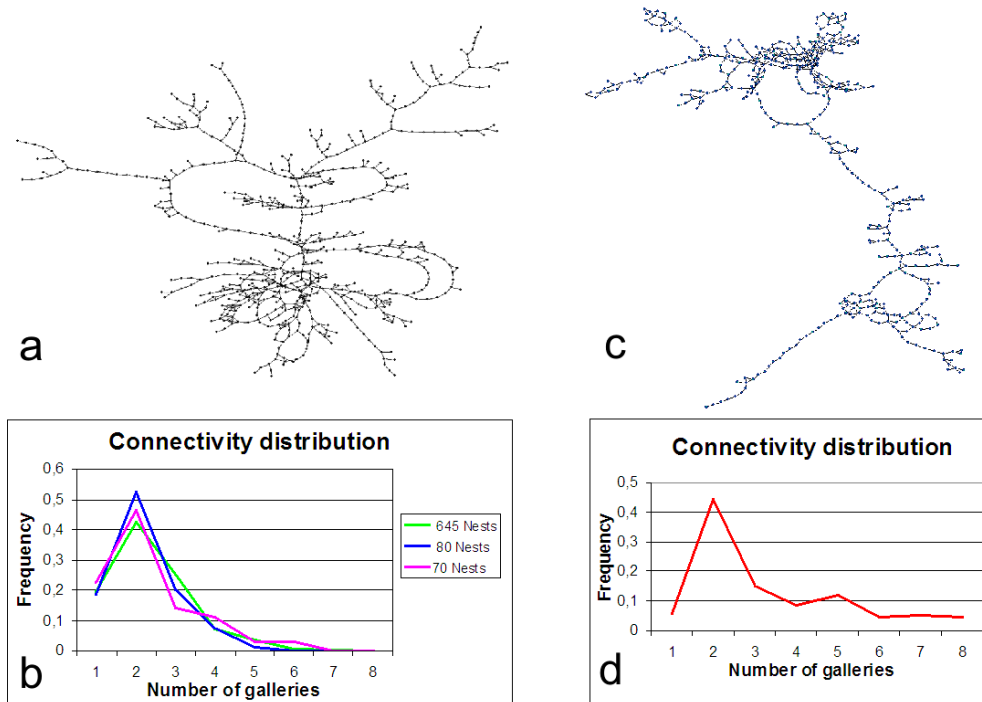 a
c
Connectivity distribution
0,6
0,5
0,4
0,3
0,2
0,1
0
Frequency
1 2 3 4 5 6 7 8
Number of galleries
645 Nests
80 Nests
70 Nests
b
Connectivity distribution
0,5
0,4
0,3
0,2
0,1
0
Frequency
1 2 3 4 5 6 7 8
Number of galleries
d